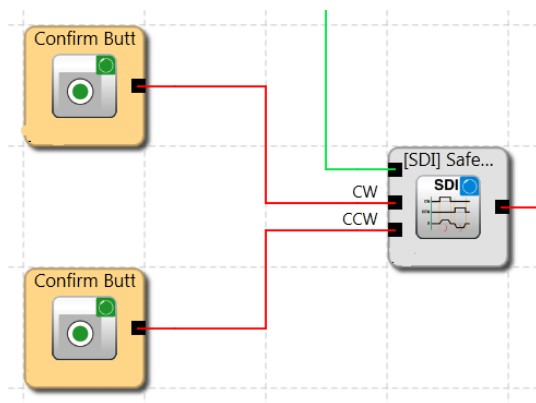 Confirm Butt
[SDI] Safe...
SDI
CW
CCW
Confirm Butt